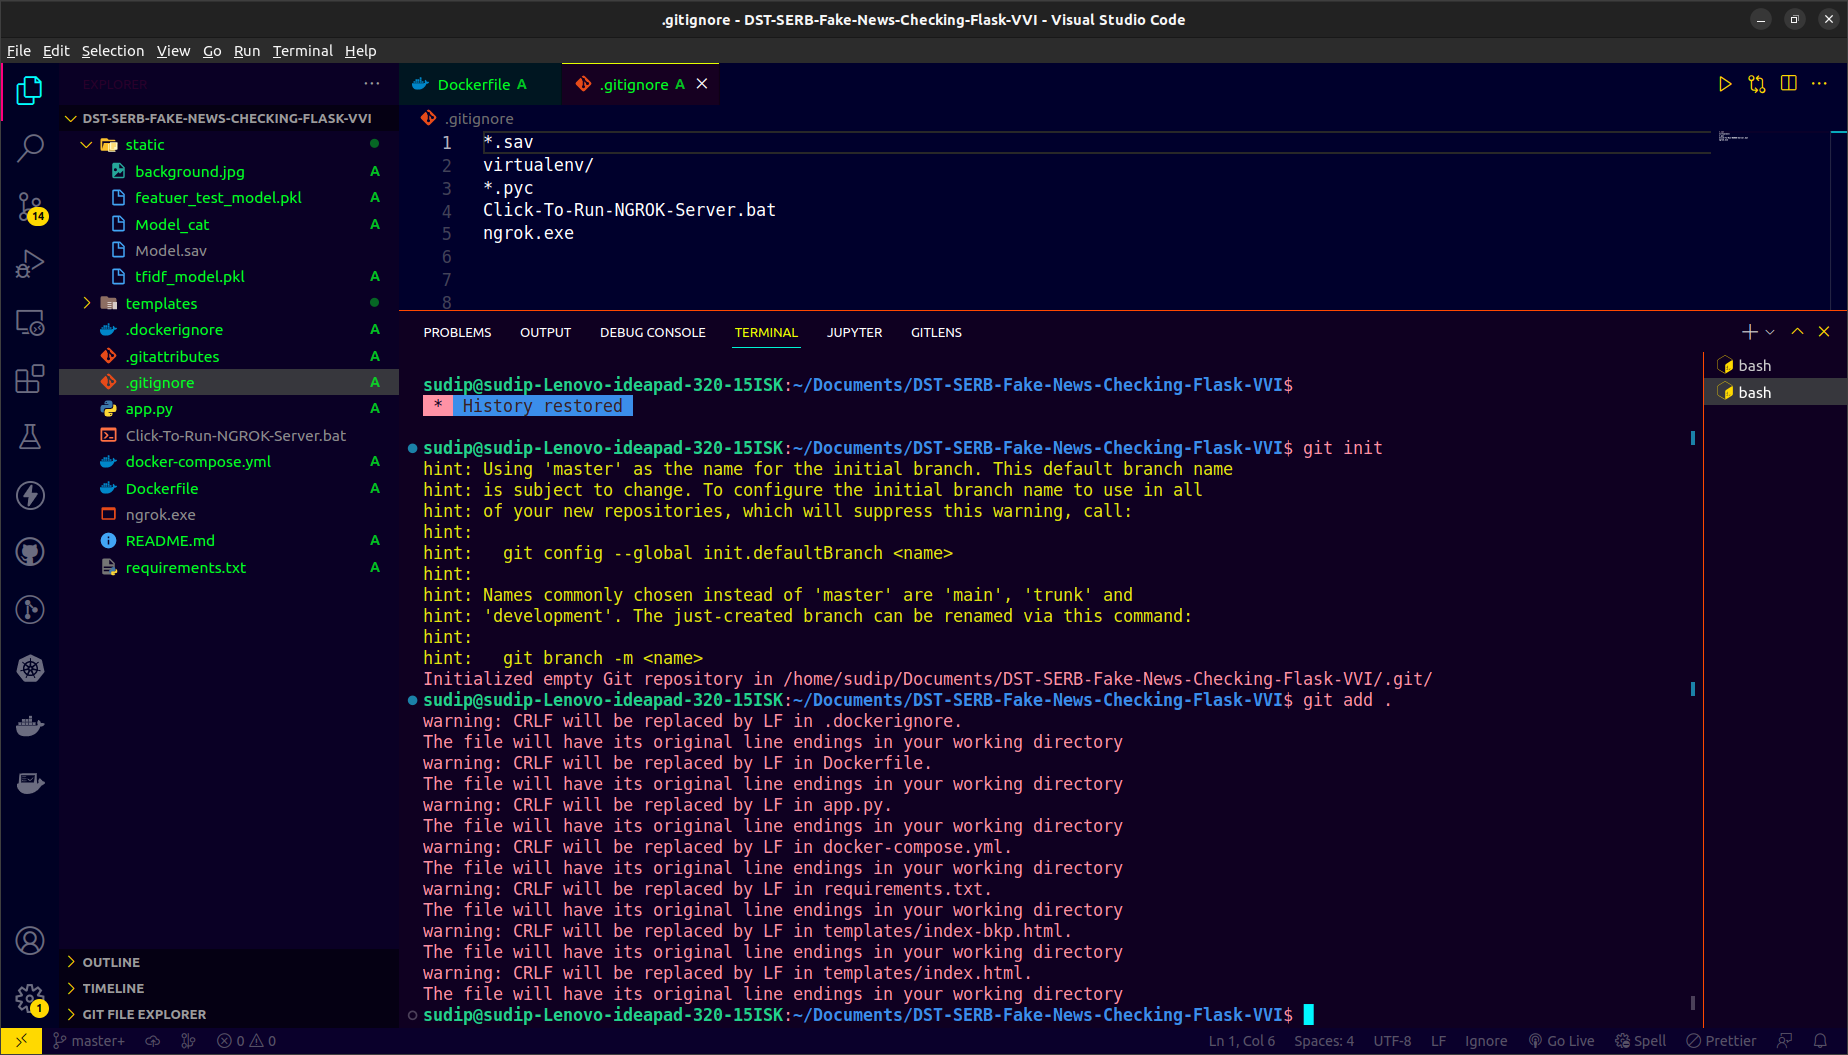 .gitignore - DST-SERB-Fake-News-Checking-Flask-VVI - Visual Studio Code
File Edit Selection View Go Run Terminal Help
EXPLORER
DST-SERB-FAKE-NEWS-CHECKING-FLASK-VVI
static
background.jpg A
featuer_test_model.pkl A
Model_cat A
Model.sav
tfidf_model.pkl A
templates
.dockerignore A
.gitattributes A
.gitignore A
app.py A
Click-To-Run-NGROK-Server.bat
docker-compose.yml A
Dockerfile A
ngrok.exe
README.md A
requirements.txt A
OUTLINE
TIMELINE
GIT FILE EXPLORER
14
1
Dockerfile A .gitignore A
.gitignore
1 *.sav
2 virtualenv/
3 *.pyc
4 Click-To-Run-NGROK-Server.bat
5 ngrok.exe
6
7
8
PROBLEMS OUTPUT DEBUG CONSOLE TERMINAL JUPYTER GITLENS
bash
bash
sudip@sudip-Lenovo-ideapad-320-15ISK:~/Documents/DST-SERB-Fake-News-Checking-Flask-VVI$
* History restored
sudip@sudip-Lenovo-ideapad-320-15ISK:~/Documents/DST-SERB-Fake-News-Checking-Flask-VVI$ git init
hint: Using 'master' as the name for the initial branch. This default branch name
hint: is subject to change. To configure the initial branch name to use in all
hint: of your new repositories, which will suppress this warning, call:
hint:
hint: git config --global init.defaultBranch <name>
hint:
hint: Names commonly chosen instead of 'master' are 'main', 'trunk' and
hint: 'development'. The just-created branch can be renamed via this command:
hint:
hint: git branch -m <name>
Initialized empty Git repository in /home/sudip/Documents/DST-SERB-Fake-News-Checking-Flask-VVI/.git/
sudip@sudip-Lenovo-ideapad-320-15ISK:~/Documents/DST-SERB-Fake-News-Checking-Flask-VVI$ git add .
warning: CRLF will be replaced by LF in .dockerignore.
The file will have its original line endings in your working directory
warning: CRLF will be replaced by LF in Dockerfile.
The file will have its original line endings in your working directory
warning: CRLF will be replaced by LF in app.py.
The file will have its original line endings in your working directory
warning: CRLF will be replaced by LF in docker-compose.yml.
The file will have its original line endings in your working directory
warning: CRLF will be replaced by LF in requirements.txt.
The file will have its original line endings in your working directory
warning: CRLF will be replaced by LF in templates/index-bkp.html.
The file will have its original line endings in your working directory
warning: CRLF will be replaced by LF in templates/index.html.
The file will have its original line endings in your working directory
sudip@sudip-Lenovo-ideapad-320-15ISK:~/Documents/DST-SERB-Fake-News-Checking-Flask-VVI$
master+ 0 0 Ln 1, Col 6 Spaces: 4 UTF-8 LF Ignore Go Live Spell Prettier